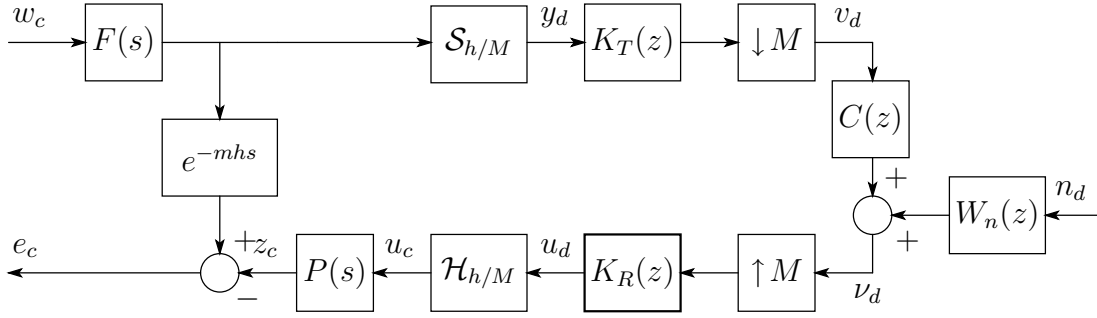 w_c
F(s)
S_{h/M}
y_d
K_T(z)
↓ M
v_d
e^{-mhs}
C(z)
+
+
W_n(z)
n_d
e_c
+
−
z_c
P(s)
u_c
H_{h/M}
u_d
K_R(z)
↑ M
ν_d